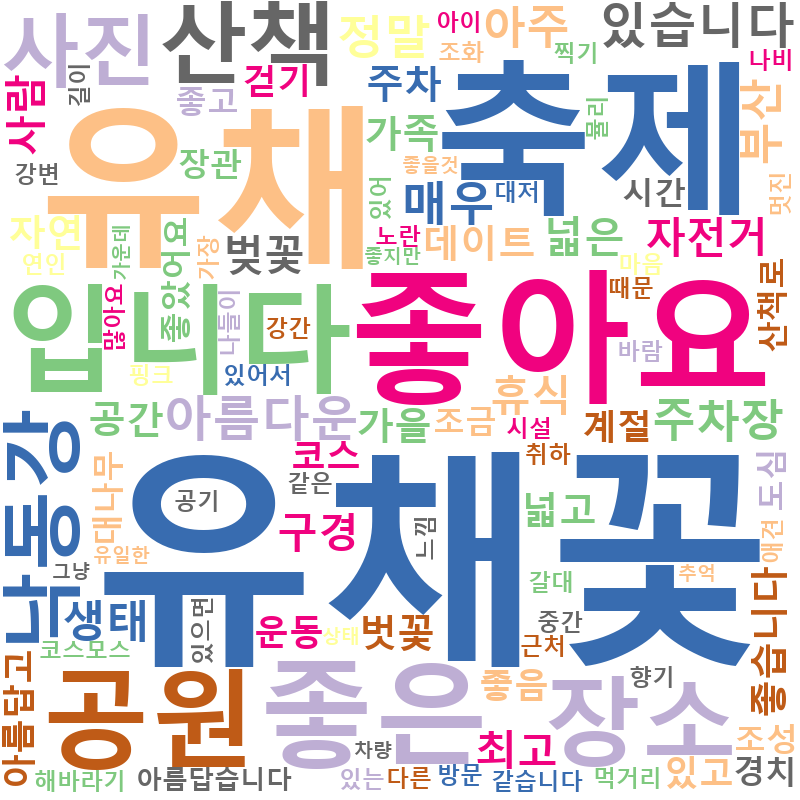 사진
산책
정말
아이
아주
있습니다
조화
찍기
나비
사람
길이
좋고
걷기
주차
축제
뮬리
부산
유채
가족
장관
좋을것
강변
매우
대저
시간
멋진
있어
자연
가운데
좋았어요
가장
벚꽃
노란
좋지만
데이트
넓은
자전거
연인
마음
입니다
많아요
나들이
강간
좋아요
때문
산책로
핑크
있어서
바람
공간
아름다운
가을
조금
휴식
시설
계절
주차장
낙동강
대나무
코스
취하
도심
유채꽃
공기
같은
구경
느낌
넓고
애건
유일한
그냥
갈대
추억
생태
있으면
운동
상태
벗꽃
중간
근처
좋습니다
코스모스
아름답고
공원
좋은
좋음
장소
향기
최고
차량
조성
해바라기
아름답습니다
있는
다른
방문
같습니다
먹거리
있고
경치